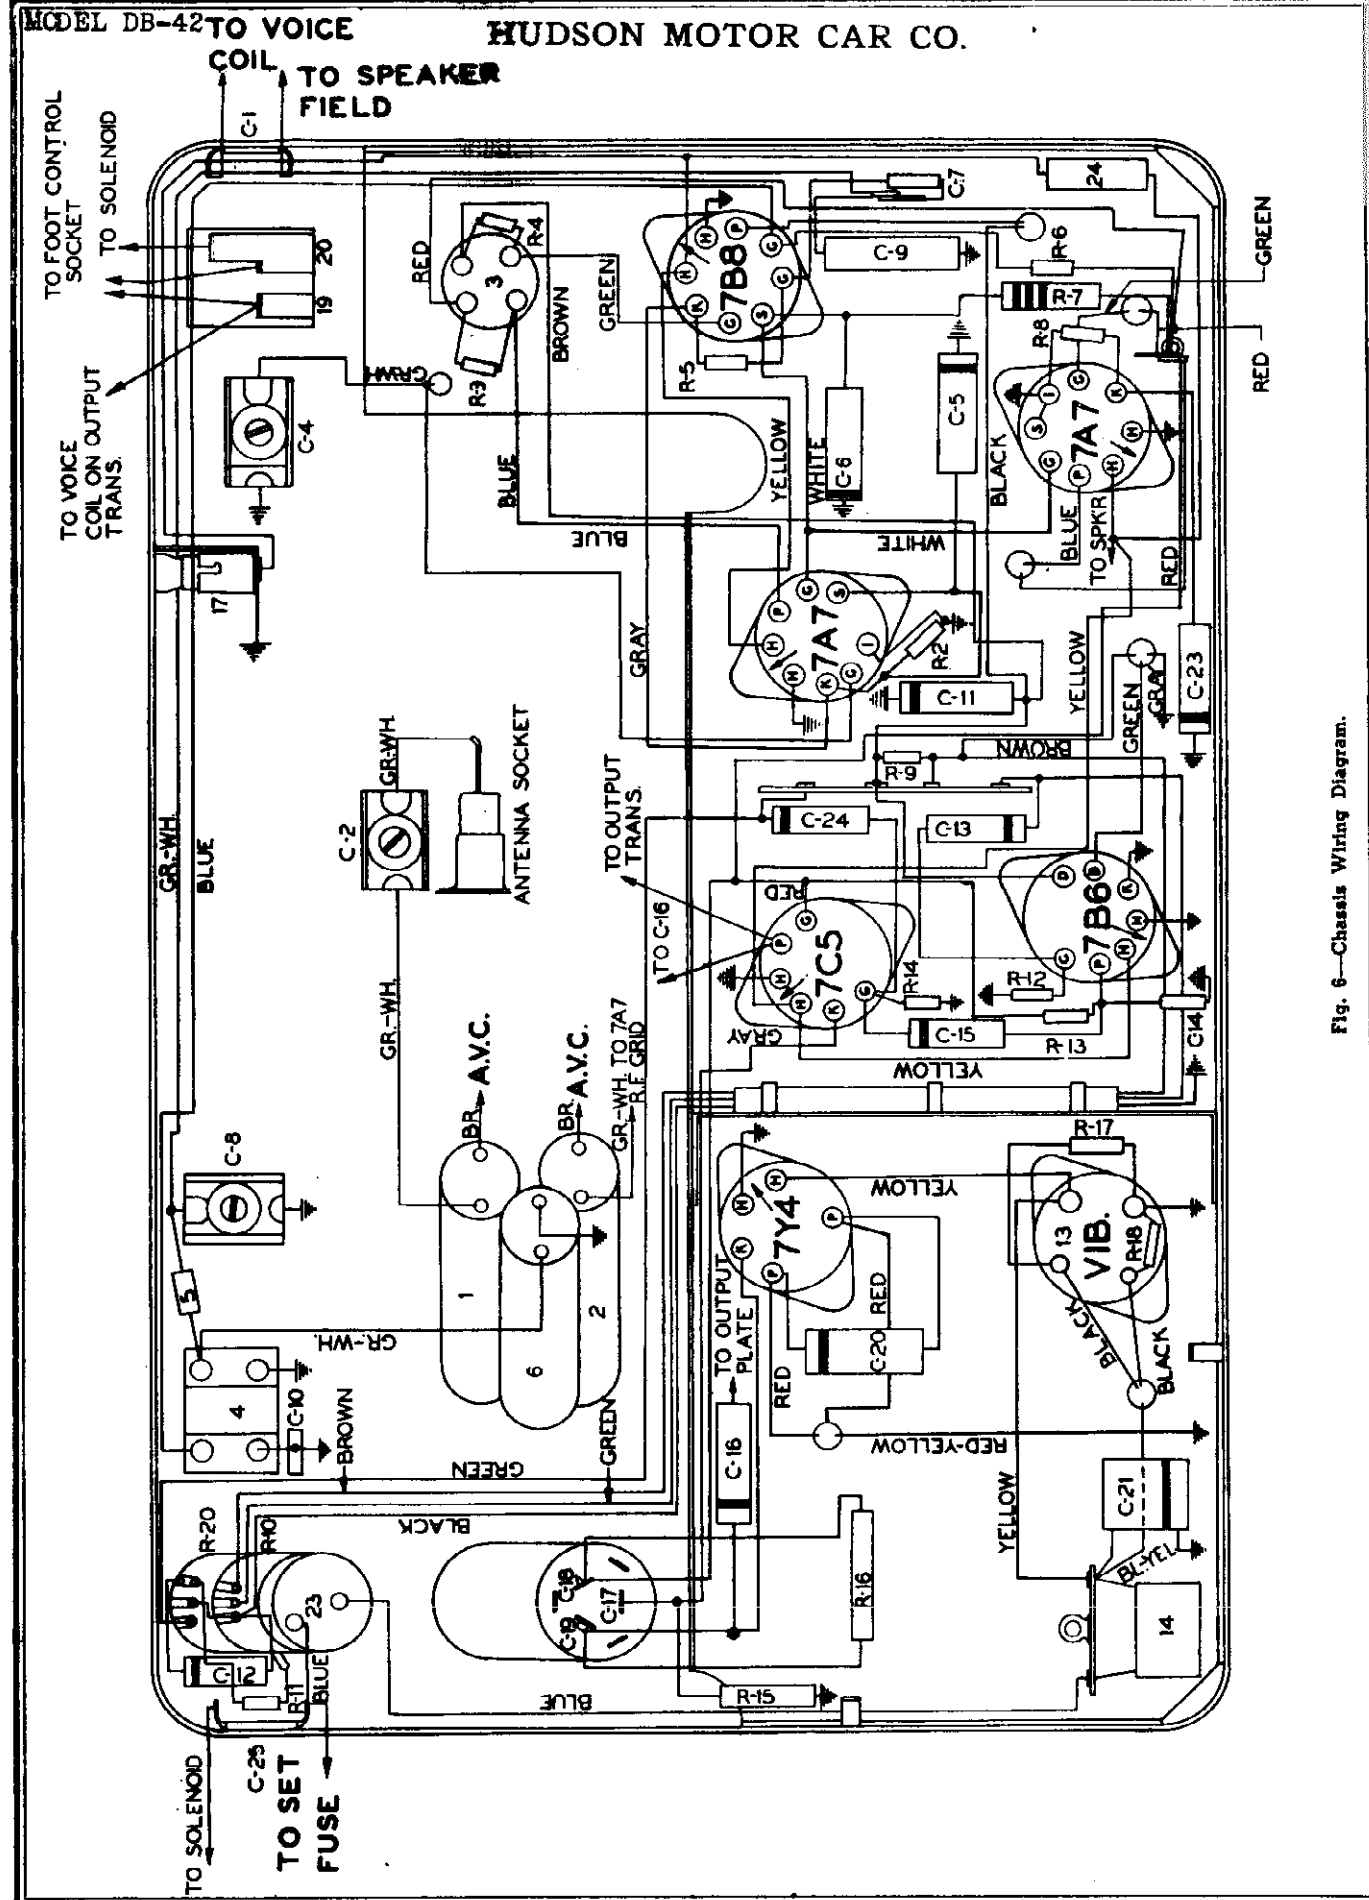 MODEL DB-42
HUDSON MOTOR CAR CO.
TO VOICE
COIL
TO SPEAKER
FIELD
C-1
TO FOOT CONTROL
SOCKET
TO SOLENOID
20
19
TO VOICE
COIL ON OUTPUT
TRANS.
C-4
17
GR.-WH.
BLUE
GRWH
RED
R-4
3
R-3
BROWN
GREEN
BLUE
BLUE
7B8
H
H
P
G
G
S
G
K
R-5
C-7
C-9
24
R-6
R-7
R-8
GREEN
RED
YELLOW
WHITE
C-6
C-5
BLACK
7A7
S
I
G
K
H
H
P
G
BLUE
TO SPKR
RED
WHITE
GRAY
7A7
P
G
S
I
G
K
H
H
R2
C-11
YELLOW
GREEN
GRAY
C-23
BROWN
R-9
C-2
GR.-WH.
ANTENNA SOCKET
GR.-WH.
TO OUTPUT
TRANS.
TO C-16
C-24
C-13
RED
7C5
G
P
H
H
K
G
GRAY
R-14
C-15
YELLOW
7B6
D
D
K
H
H
P
G
R-12
R-13
C14
C-8
5
4
C-10
GR.-WH.
BR.
A.V.C.
BR.
A.V.C.
GR.-WH. TO 7A7
R.F. GRID
1
6
2
7Y4
H
H
K
P
P
YELLOW
TO OUTPUT
PLATE
RED
C-20
RED
C-16
RED-YELLOW
R-17
13
VIB.
R-18
BLACK
BLACK
YELLOW
C-21
BL-YEL
14
BROWN
GREEN
GREEN
BLACK
R-20
R-10
23
C-12
R-11
BLUE
BLUE
C-18
C-19
C-17
R-16
R-15
C-25
TO SOLENOID
TO SET
FUSE
Fig. 6—Chassis Wiring Diagram.